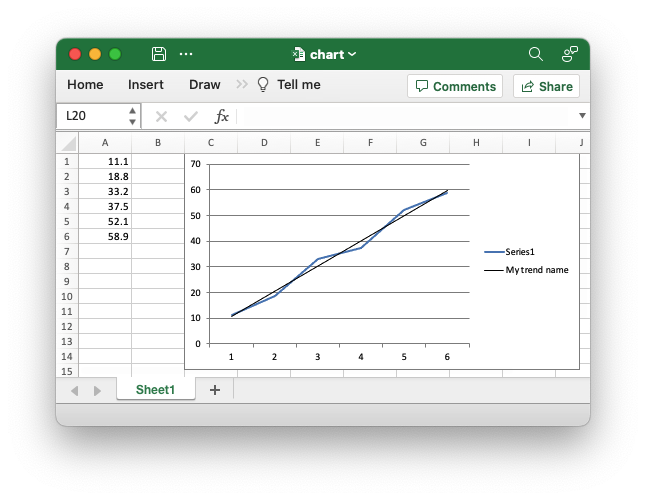 chart
Home Insert Draw Tell me Comments Share
L20 fx
A B C D E F G H I J
1 11.1
2 18.8
3 33.2
4 37.5
5 52.1
6 58.9
7
8
9
10
11
12
13
14
15
70
60
50
40
30
20
10
0
1 2 3 4 5 6
Series1
My trend name
Sheet1